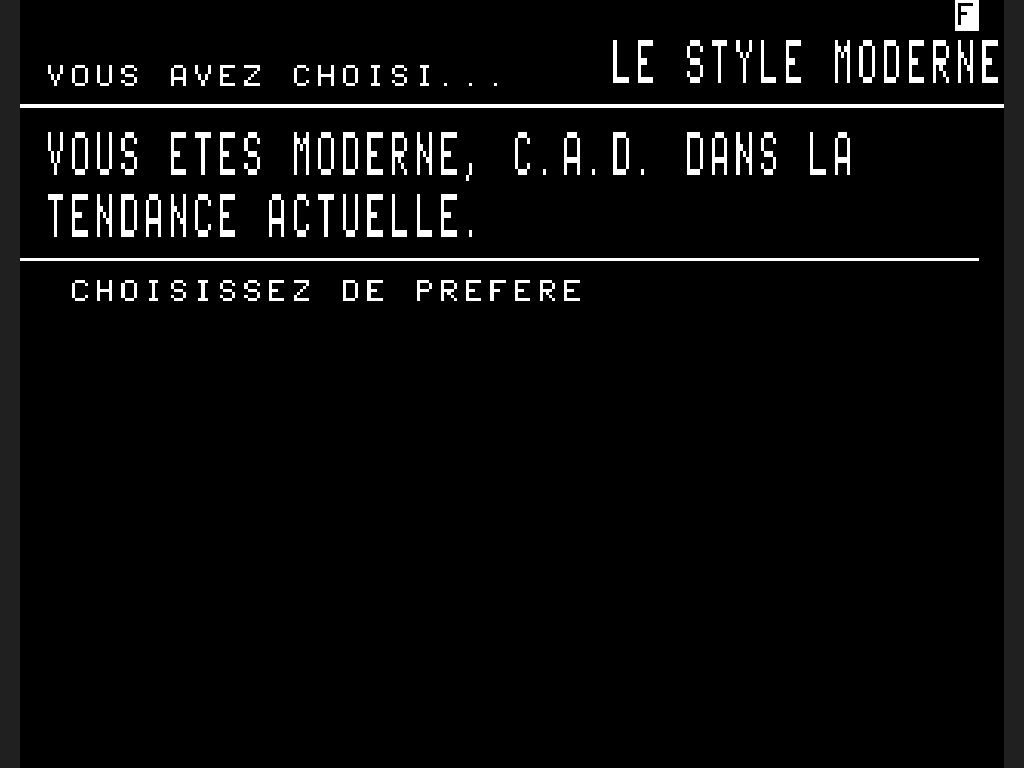 F
VOUS AVEZ CHOISI... LE STYLE MODERNE
VOUS ETES MODERNE, C.A.D. DANS LA
TENDANCE ACTUELLE.
CHOISISSEZ DE PREFERE